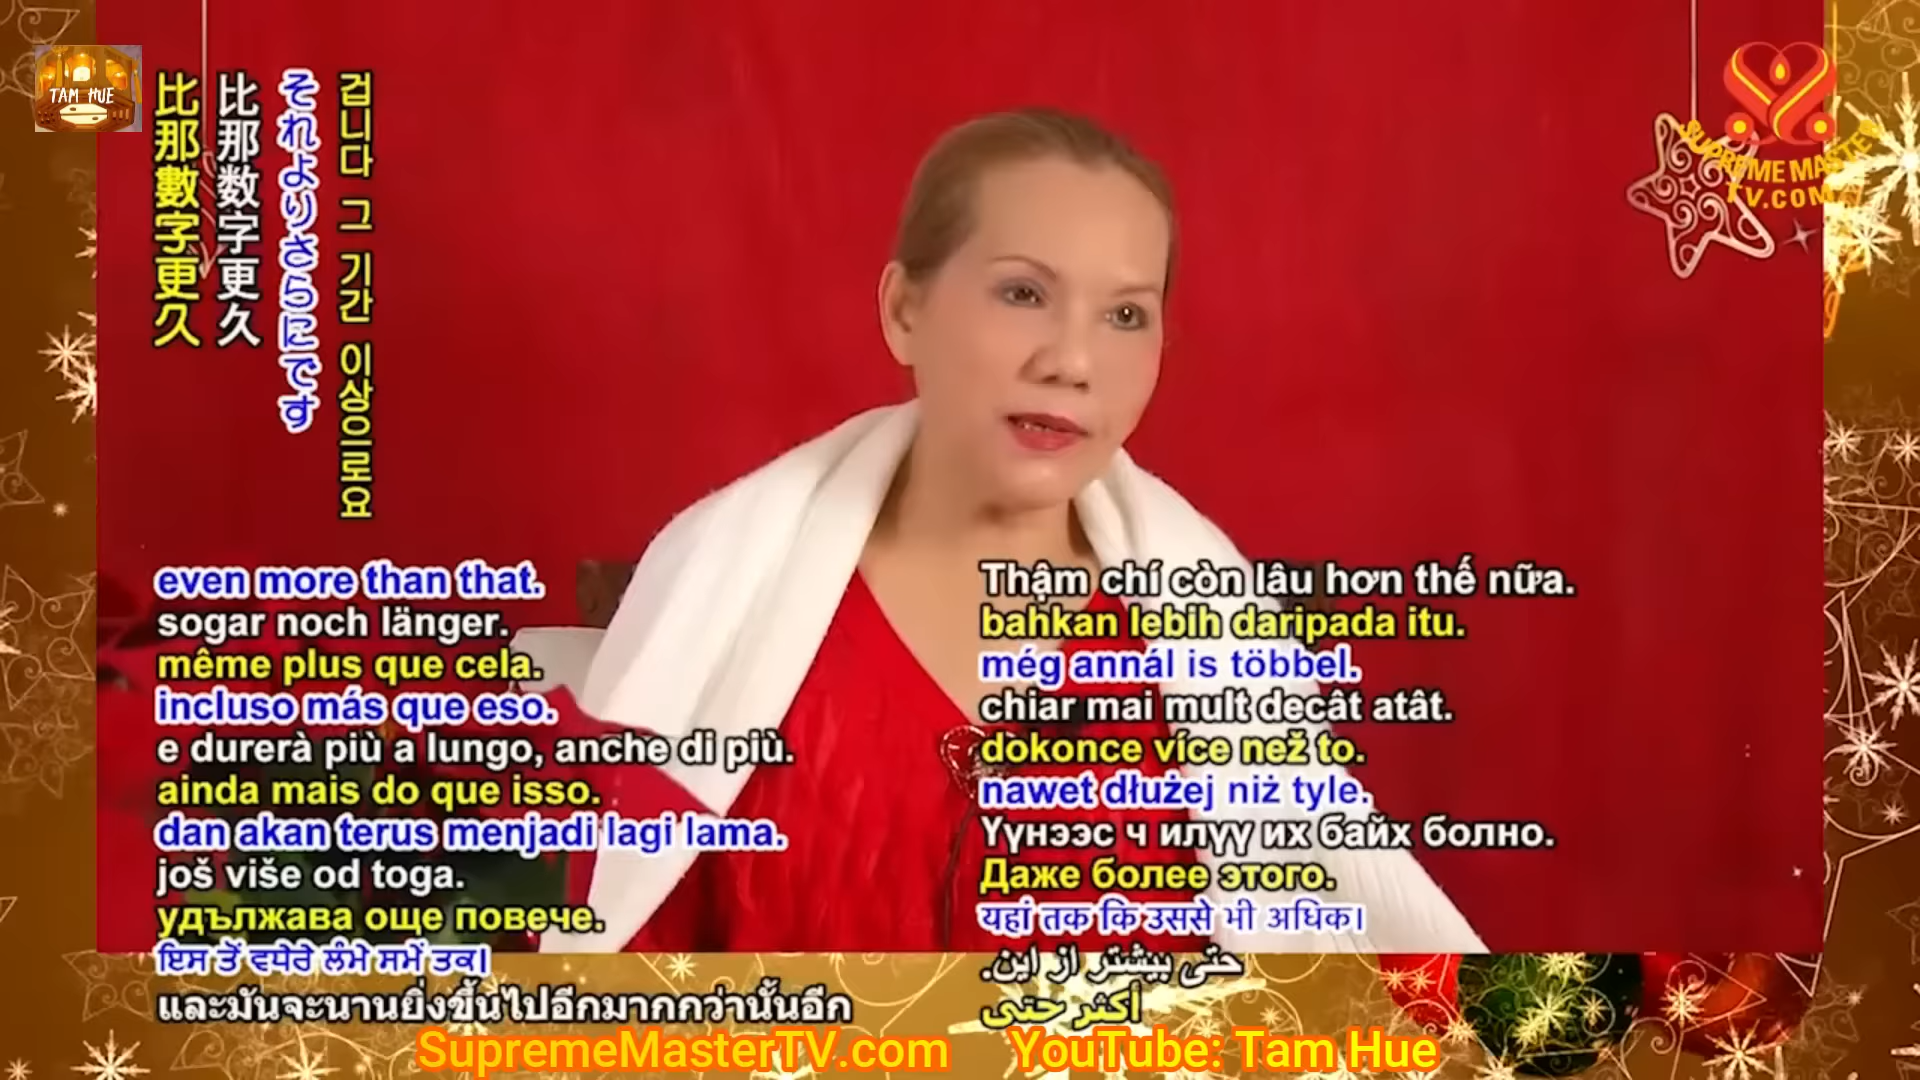 TAM HUE
比那數字更久
比那数字更久
それよりさらにです
겁니다 그 기간 이상으로요
SUPREME MASTER
TV.COM
even more than that.
sogar noch länger.
même plus que cela.
incluso más que eso.
e durerà più a lungo, anche di più.
ainda mais do que isso.
dan akan terus menjadi lagi lama.
još više od toga.
удължава още повече.
ਇਸ ਤੋਂ ਵਧੇਰੇ ਲੰਮੇ ਸਮੇਂ ਤਕ।
และมันจะนานยิ่งขึ้นไปอีกมากกว่านั้นอีก
Thậm chí còn lâu hơn thế nữa.
bahkan lebih daripada itu.
még annál is többel.
chiar mai mult decât atât.
dokonce více než to.
nawet dłużej niż tyle.
Үүнээс ч илүү их байх болно.
Даже более этого.
यहां तक कि उससे भी अधिक।
حتی بیشتر از این.
أكثر حتى
SupremeMasterTV.com
YouTube: Tam Hue